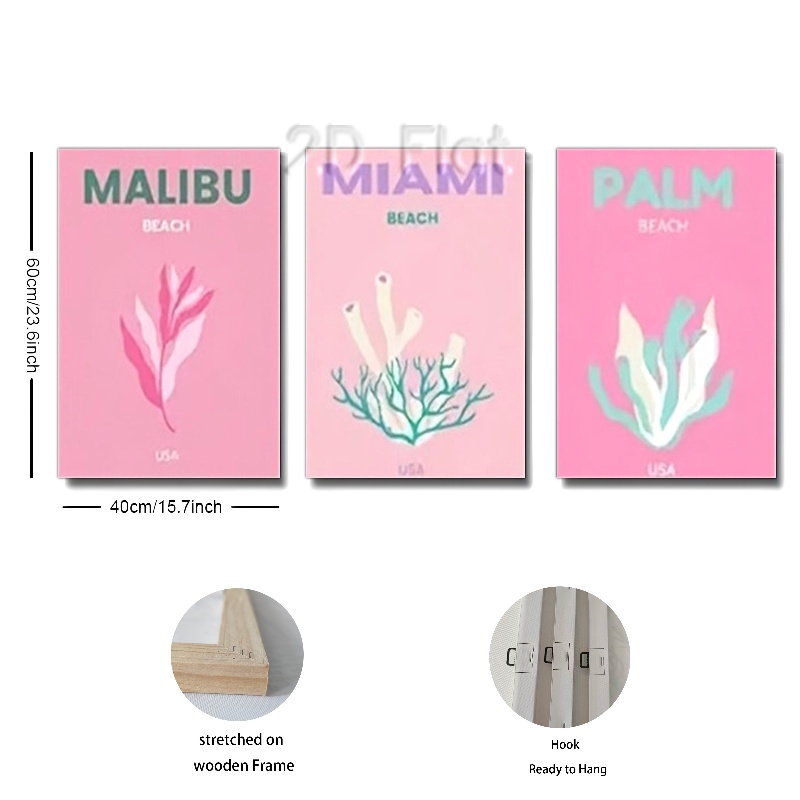 2D Flat
MALIBU
BEACH
USA
MIAMI
BEACH
USA
PALM
BEACH
USA
60cm/23.6inch
40cm/15.7inch
stretched on
wooden Frame
Hook
Ready to Hang